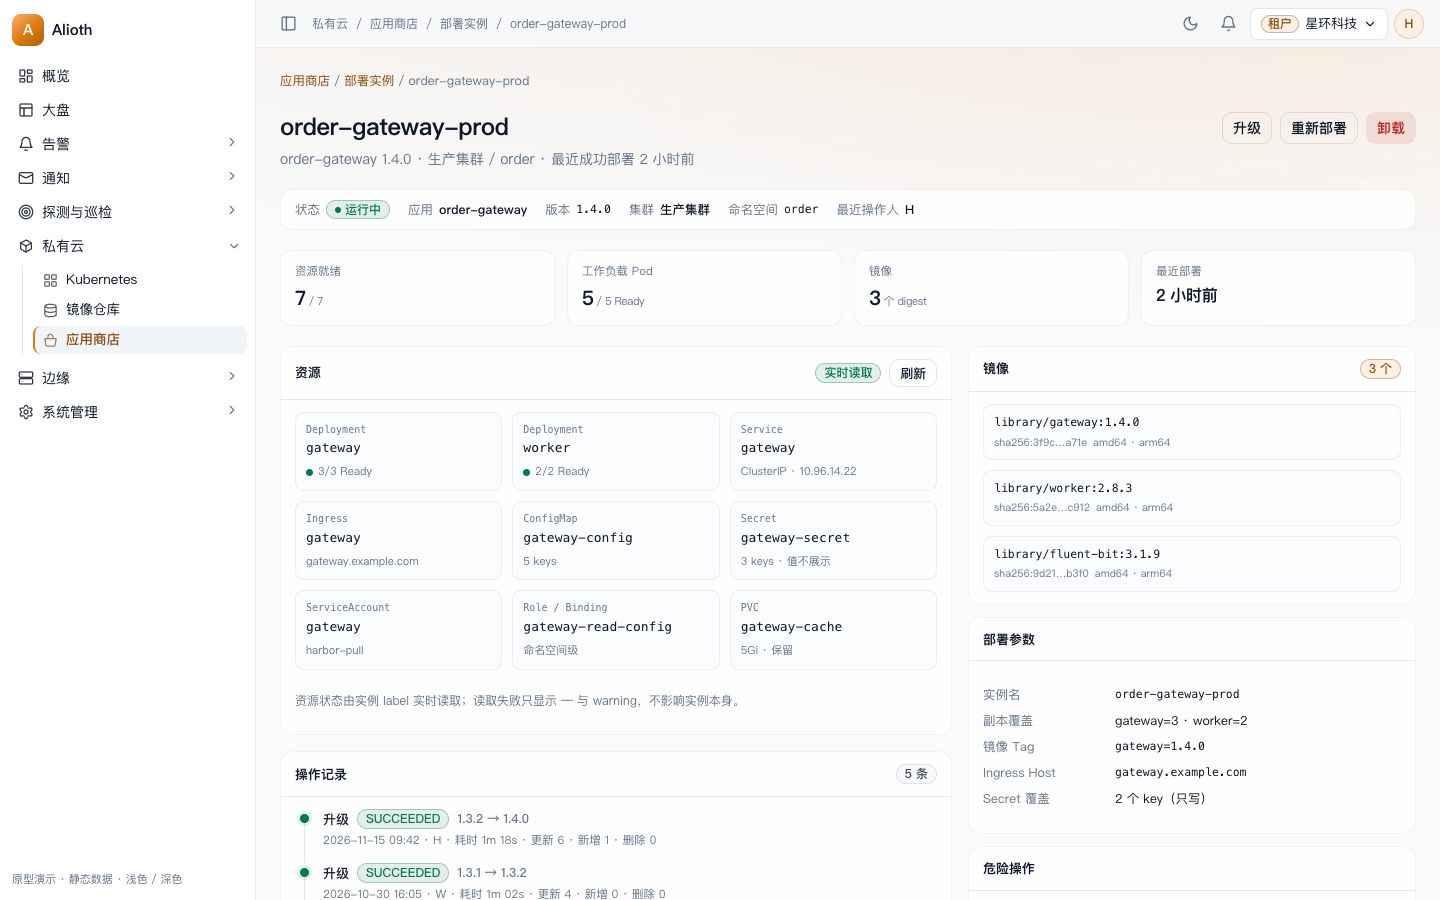 A Alioth
概览
大盘
告警
通知
探测与巡检
私有云
Kubernetes
镜像仓库
应用商店
边缘
系统管理
原型演示 · 静态数据 · 浅色 / 深色
私有云 / 应用商店 / 部署实例 / order-gateway-prod
租户 星环科技
H
应用商店 / 部署实例 / order-gateway-prod
order-gateway-prod
order-gateway 1.4.0 · 生产集群 / order · 最近成功部署 2 小时前
升级 重新部署 卸载
状态 运行中 应用 order-gateway 版本 1.4.0 集群 生产集群 命名空间 order 最近操作人 H
资源就绪
7 / 7
工作负载 Pod
5 / 5 Ready
镜像
3 个 digest
最近部署
2 小时前
资源
实时读取 刷新
Deployment
gateway
3/3 Ready
Deployment
worker
2/2 Ready
Service
gateway
ClusterIP · 10.96.14.22
Ingress
gateway
gateway.example.com
ConfigMap
gateway-config
5 keys
Secret
gateway-secret
3 keys · 值不展示
ServiceAccount
gateway
harbor-pull
Role / Binding
gateway-read-config
命名空间级
PVC
gateway-cache
5Gi · 保留
资源状态由实例 label 实时读取；读取失败只显示 — 与 warning，不影响实例本身。
操作记录
5 条
升级 SUCCEEDED 1.3.2 → 1.4.0
2026-11-15 09:42 · H · 耗时 1m 18s · 更新 6 · 新增 1 · 删除 0
升级 SUCCEEDED 1.3.1 → 1.3.2
2026-10-30 16:05 · W · 耗时 1m 02s · 更新 4 · 新增 0 · 删除 0
镜像
3 个
library/gateway:1.4.0
sha256:3f9c…a71e amd64 · arm64
library/worker:2.8.3
sha256:5a2e…c912 amd64 · arm64
library/fluent-bit:3.1.9
sha256:9d21…b3f0 amd64 · arm64
部署参数
实例名 order-gateway-prod
副本覆盖 gateway=3 · worker=2
镜像 Tag gateway=1.4.0
Ingress Host gateway.example.com
Secret 覆盖 2 个 key（只写）
危险操作